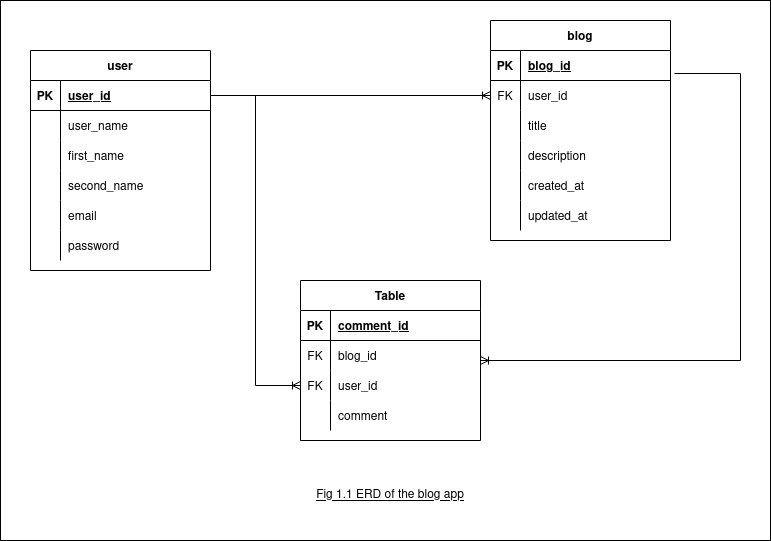 user
PK user_id
user_name
first_name
second_name
email
password
blog
PK blog_id
FK user_id
title
description
created_at
updated_at
Table
PK comment_id
FK blog_id
FK user_id
comment
Fig 1.1 ERD of the blog app